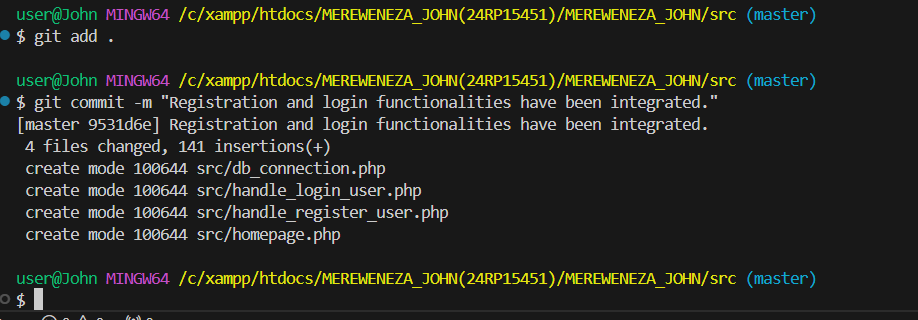 user@John MINGW64 /c/xampp/htdocs/MEREWENEZA_JOHN(24RP15451)/MEREWENEZA_JOHN/src (master)
$ git add .
user@John MINGW64 /c/xampp/htdocs/MEREWENEZA_JOHN(24RP15451)/MEREWENEZA_JOHN/src (master)
$ git commit -m "Registration and login functionalities have been integrated."
[master 9531d6e] Registration and login functionalities have been integrated.
 4 files changed, 141 insertions(+)
 create mode 100644 src/db_connection.php
 create mode 100644 src/handle_login_user.php
 create mode 100644 src/handle_register_user.php
 create mode 100644 src/homepage.php
user@John MINGW64 /c/xampp/htdocs/MEREWENEZA_JOHN(24RP15451)/MEREWENEZA_JOHN/src (master)
$